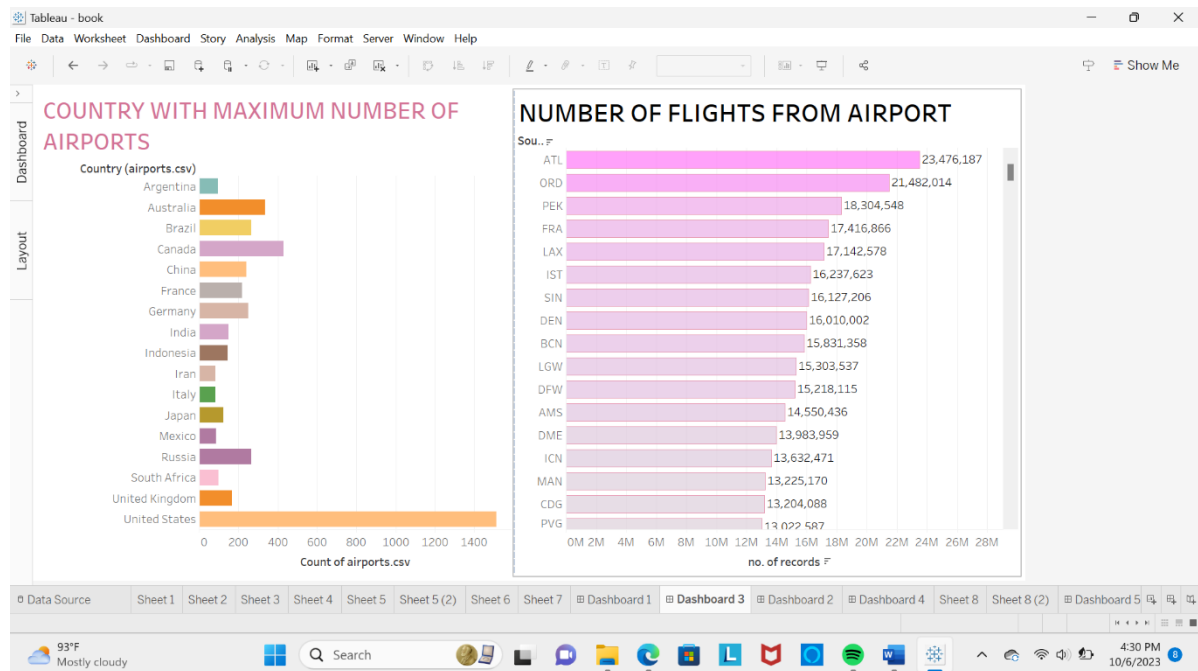 Tableau - book
File Data Worksheet Dashboard Story Analysis Map Format Server Window Help
Show Me
Dashboard
Layout
COUNTRY WITH MAXIMUM NUMBER OF
AIRPORTS
Country (airports.csv)
Argentina
Australia
Brazil
Canada
China
France
Germany
India
Indonesia
Iran
Italy
Japan
Mexico
Russia
South Africa
United Kingdom
United States
0 200 400 600 800 1000 1200 1400
Count of airports.csv
NUMBER OF FLIGHTS FROM AIRPORT
Sou..
ATL 23,476,187
ORD 21,482,014
PEK 18,304,548
FRA 17,416,866
LAX 17,142,578
IST 16,237,623
SIN 16,127,206
DEN 16,010,002
BCN 15,831,358
LGW 15,303,537
DFW 15,218,115
AMS 14,550,436
DME 13,983,959
ICN 13,632,471
MAN 13,225,170
CDG 13,204,088
PVG 13,022,587
0M 2M 4M 6M 8M 10M 12M 14M 16M 18M 20M 22M 24M 26M 28M
no. of records
Data Source Sheet 1 Sheet 2 Sheet 3 Sheet 4 Sheet 5 Sheet 5 (2) Sheet 6 Sheet 7 Dashboard 1 Dashboard 3 Dashboard 2 Dashboard 4 Sheet 8 Sheet 8 (2) Dashboard 5
93°F
Mostly cloudy
Search
4:30 PM
10/6/2023
8